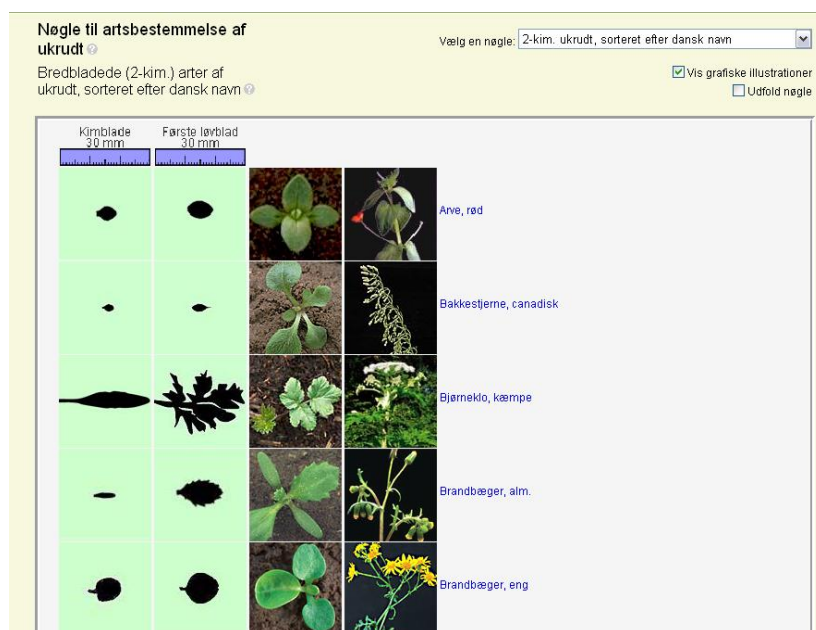 Nøgle til artsbestemmelse af
ukrudt
Vælg en nøgle: 2-kim. ukrudt, sorteret efter dansk navn
Bredbladede (2-kim.) arter af
ukrudt, sorteret efter dansk navn
Vis grafiske illustrationer
Udfold nøgle
Kimblade
30 mm
Første løvblad
30 mm
Arve, rød
Bakkestjerne, canadisk
Bjørneklo, kæmpe
Brandbæger, alm.
Brandbæger, eng